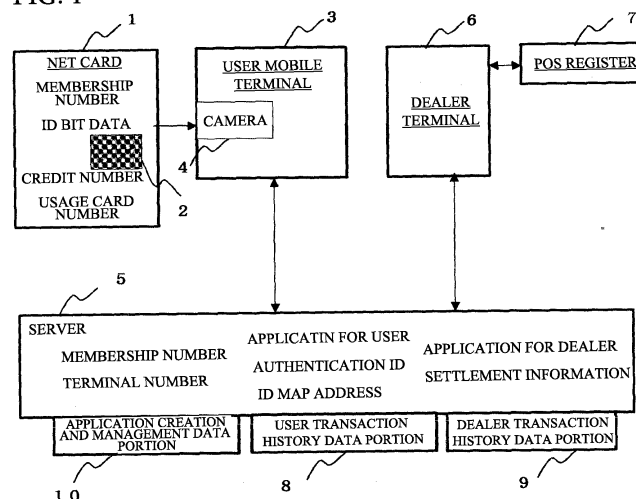 FIG. 1
1
3
6
7
NET CARD
MEMBERSHIP
NUMBER
ID BIT DATA
CREDIT NUMBER
USAGE CARD
NUMBER
2
USER MOBILE
TERMINAL
CAMERA
4
DEALER
TERMINAL
POS REGISTER
5
SERVER
MEMBERSHIP NUMBER
TERMINAL NUMBER
APPLICATIN FOR USER
AUTHENTICATION ID
ID MAP ADDRESS
APPLICATION FOR DEALER
SETTLEMENT INFORMATION
APPLICATION CREATION
AND MANAGEMENT DATA
PORTION
USER TRANSACTION
HISTORY DATA PORTION
DEALER TRANSACTION
HISTORY DATA PORTION
10
8
9